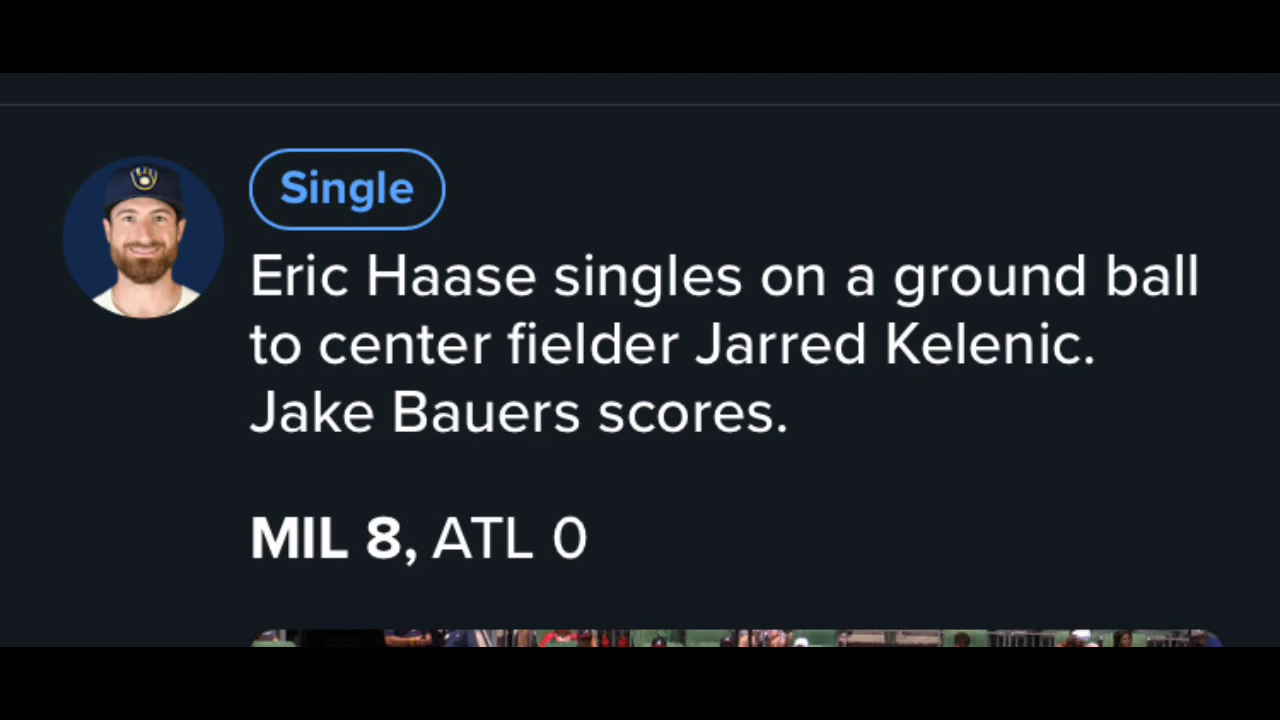 Single
Eric Haase singles on a ground ball
to center fielder Jarred Kelenic.
Jake Bauers scores.
MIL 8, ATL 0